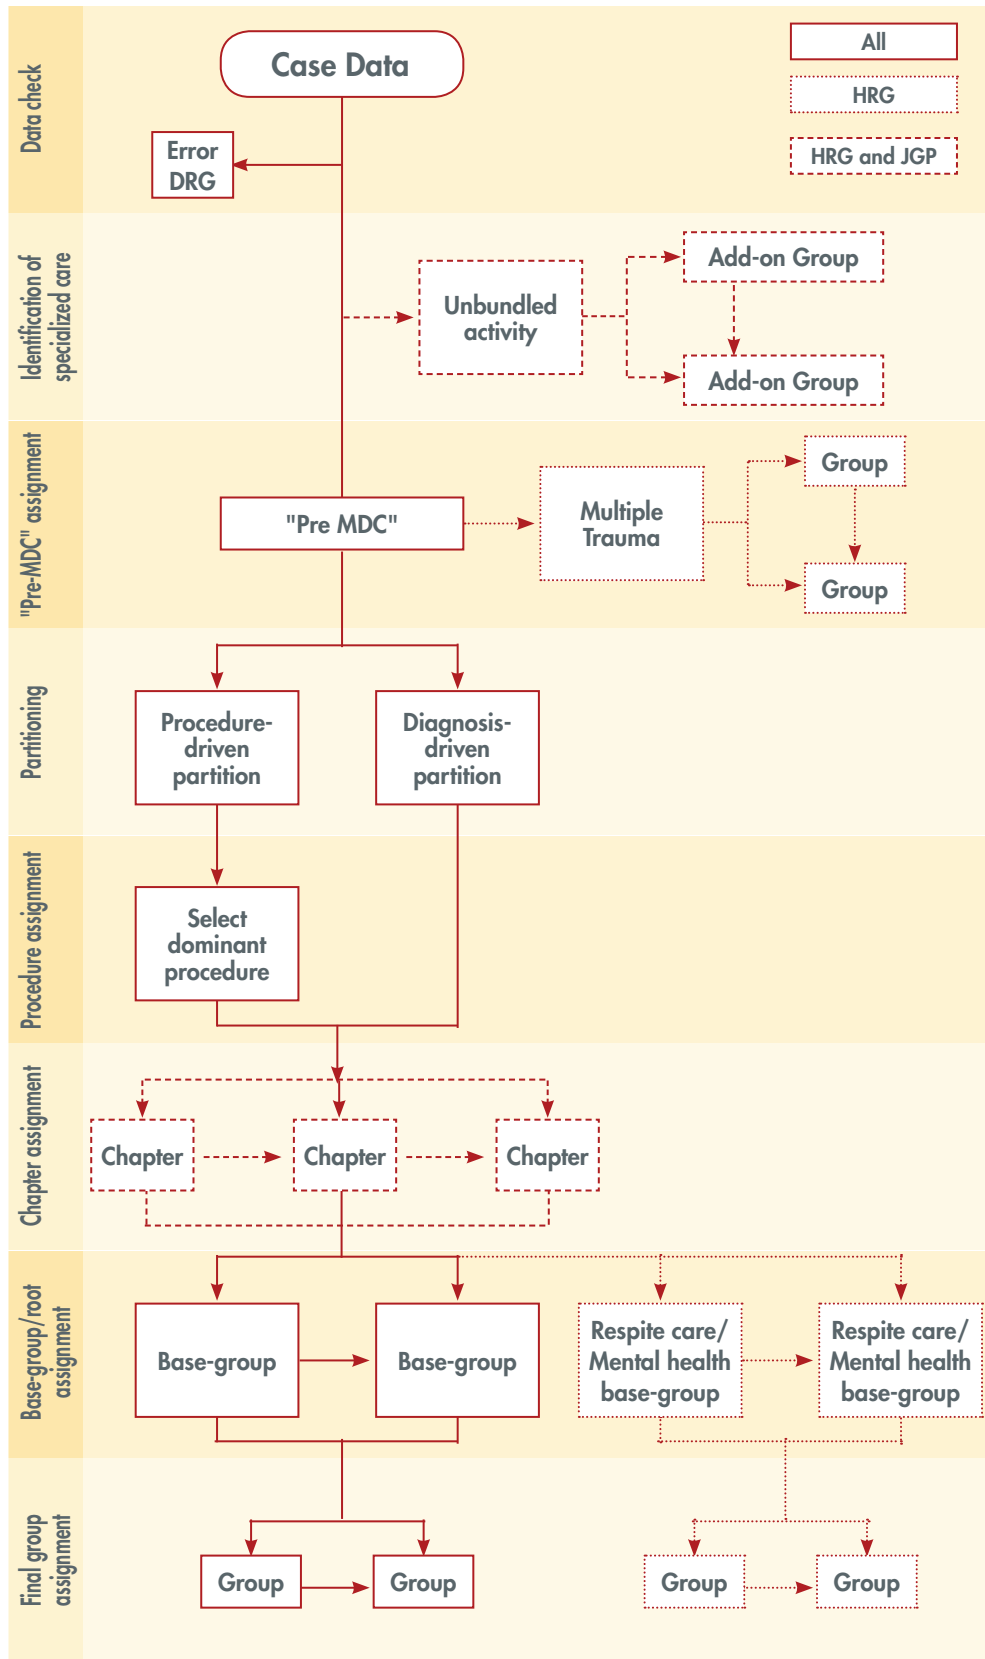 Data check
Case Data
All
HRG
HRG and JGP
Error
DRG
Identification of
specialized care
Unbundled
activity
Add-on Group
Add-on Group
"Pre-MDC" assignment
"Pre MDC"
Multiple
Trauma
Group
Group
Partitioning
Procedure-
driven
partition
Diagnosis-
driven
partition
Procedure assignment
Select
dominant
procedure
Chapter assignment
Chapter
Chapter
Chapter
Base-group/root
assignment
Base-group
Base-group
Respite care/
Mental health
base-group
Respite care/
Mental health
base-group
Final group
assignment
Group
Group
Group
Group